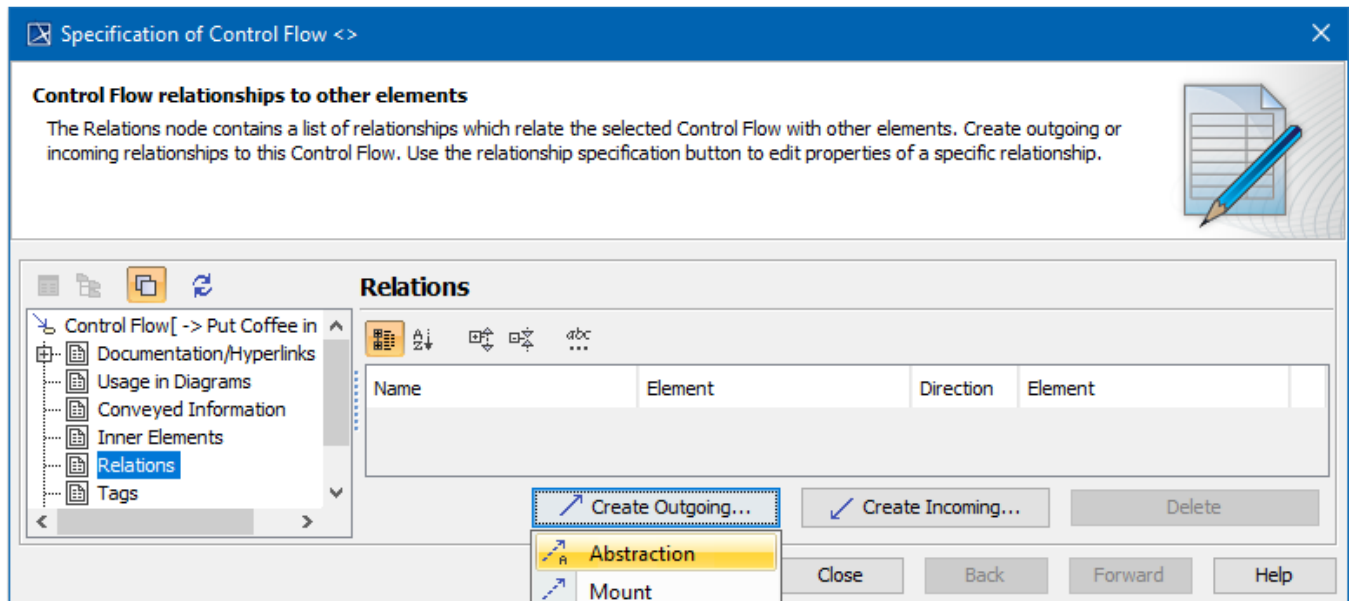 Specification of Control Flow <>
Control Flow relationships to other elements
The Relations node contains a list of relationships which relate the selected Control Flow with other elements. Create outgoing or
incoming relationships to this Control Flow. Use the relationship specification button to edit properties of a specific relationship.
Relations
Control Flow[ -> Put Coffee in
Documentation/Hyperlinks
Usage in Diagrams
Conveyed Information
Inner Elements
Relations
Tags
A
Z
abc
...
Name Element Direction Element
Create Outgoing... Create Incoming... Delete
A Abstraction
Mount
Close Back Forward Help